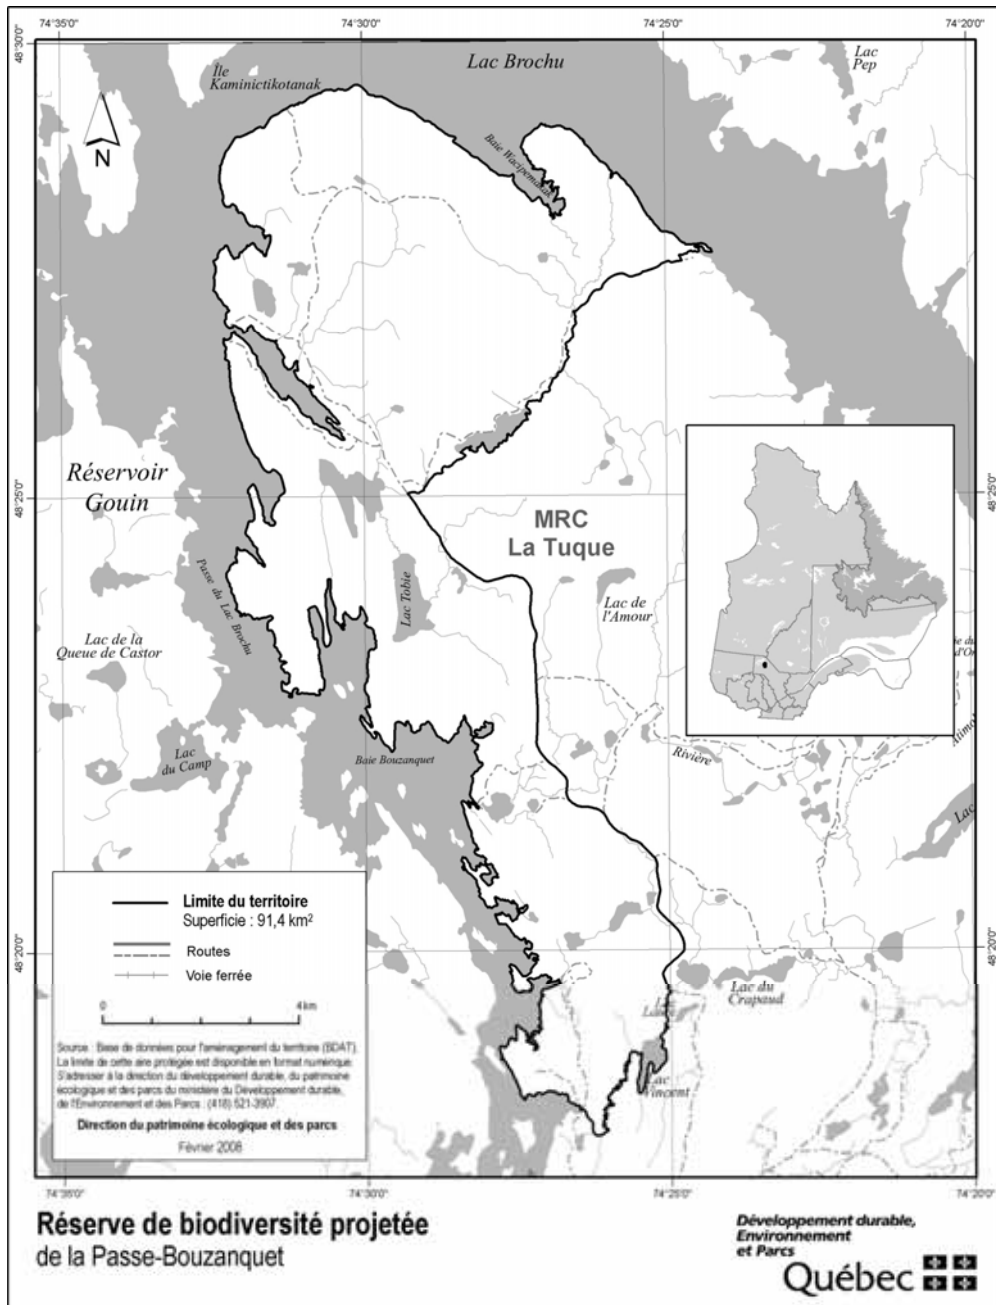 74°35'0"
74°30'0"
74°25'0"
74°20'0"
48°30'0"
Île
Kaminictikotanak
Lac Brochu
Lac
Pep
N
Baie Wacipemakak
Réservoir
Gouin
48°25'0"
48°25'0"
MRC
La Tuque
Passe du Lac Brochu
Lac Tobie
Lac de
l'Amour
Lac de la
Queue de Castor
Lac
du Camp
Baie Bouzanquet
Rivière
Lac
Limite du territoire
Superficie : 91,4 km²
Routes
Voie ferrée
0
4 km
Source : Base de données pour l'aménagement du territoire (BDAT).
La limite de cette aire protégée est disponible en format numérique.
S'adresser à la direction du développement durable, du patrimoine
écologique et des parcs du ministère du Développement durable,
de l'Environnement et des Parcs : (418) 521-3907.
Direction du patrimoine écologique et des parcs
Février 2008
48°20'0"
48°20'0"
Lac du
Crapaud
Lac
Vincent
74°35'0"
74°30'0"
74°25'0"
74°20'0"
Réserve de biodiversité projetée
de la Passe-Bouzanquet
Développement durable,
Environnement
et Parcs
Québec